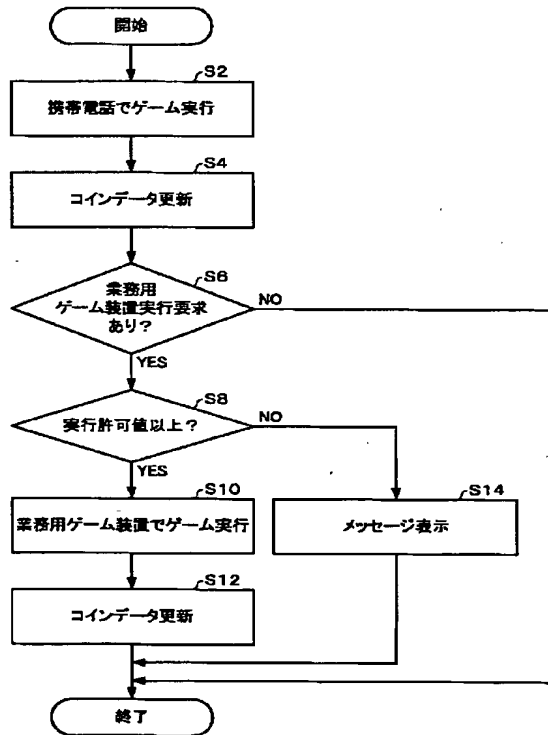 開始
S2
携帯電話でゲーム実行
S4
コインデータ更新
S6
業務用
ゲーム装置実行要求
あり?
NO
YES
S8
実行許可値以上?
NO
YES
S10
業務用ゲーム装置でゲーム実行
S14
メッセージ表示
S12
コインデータ更新
終了